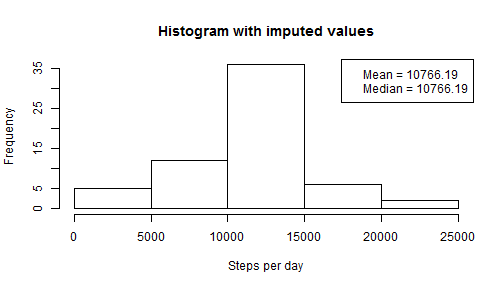 Histogram with imputed values
Mean = 10766.19
Median = 10766.19
Frequency
35
25
15
5
0
0 5000 10000 15000 20000 25000
Steps per day